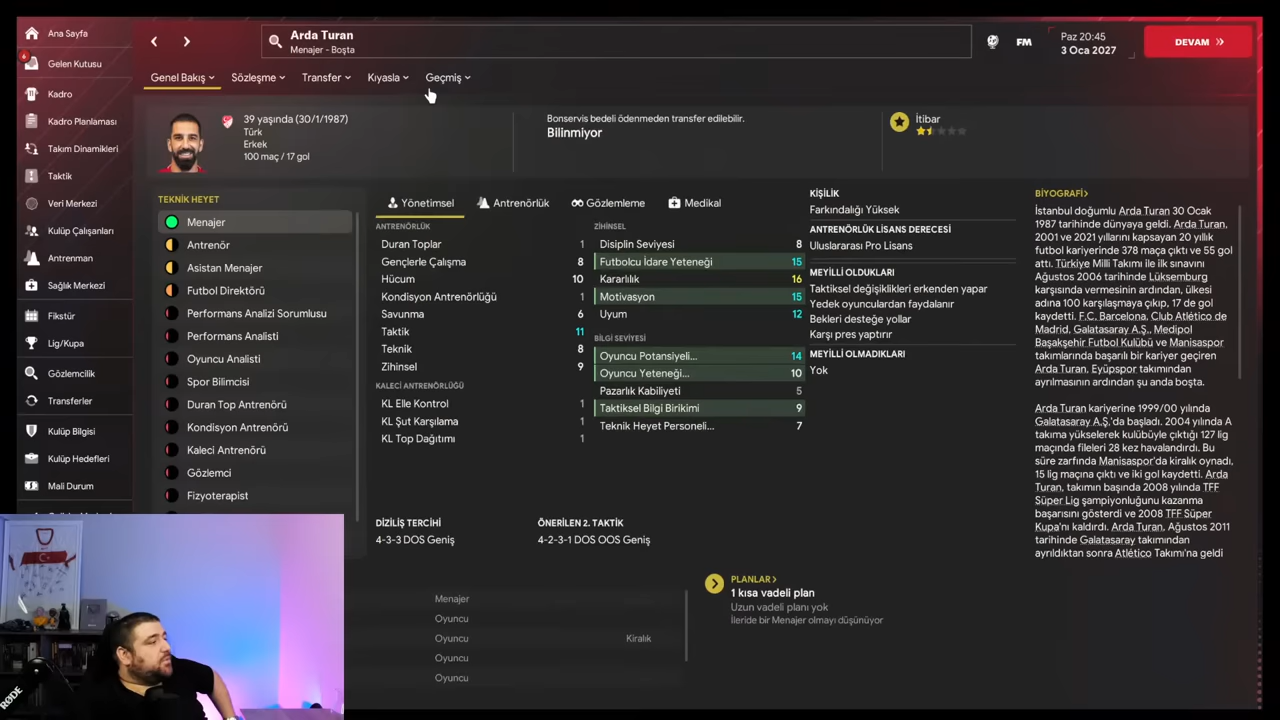 Ana Sayfa
6
Gelen Kutusu
Kadro
Kadro Planlaması
Takım Dinamikleri
Taktik
Veri Merkezi
Kulüp Çalışanları
Antrenman
Sağlık Merkezi
Fikstür
Lig/Kupa
Gözlemcilik
Transferler
Kulüp Bilgisi
Kulüp Hedefleri
Mali Durum
Arda Turan
Menajer - Boşta
FM
Paz 20:45
3 Oca 2027
DEVAM
Genel Bakış
Sözleşme
Transfer
Kıyasla
Geçmiş
39 yaşında (30/1/1987)
Türk
Erkek
100 maç / 17 gol
Bonservis bedeli ödenmeden transfer edilebilir.
Bilinmiyor
İtibar
TEKNİK HEYET
Menajer
Antrenör
Asistan Menajer
Futbol Direktörü
Performans Analizi Sorumlusu
Performans Analisti
Oyuncu Analisti
Spor Bilimcisi
Duran Top Antrenörü
Kondisyon Antrenörü
Kaleci Antrenörü
Gözlemci
Fizyoterapist
Yönetimsel
Antrenörlük
Gözlemleme
Medikal
ANTRENÖRLÜK
Duran Toplar 1
Gençlerle Çalışma 8
Hücum 10
Kondisyon Antrenörlüğü 1
Savunma 6
Taktik 11
Teknik 8
Zihinsel 9
KALECİ ANTRENÖRLÜĞÜ
KL Elle Kontrol 1
KL Şut Karşılama 1
KL Top Dağıtımı 1
ZİHİNSEL
Disiplin Seviyesi 8
Futbolcu İdare Yeteneği 15
Kararlılık 16
Motivasyon 15
Uyum 12
BİLGİ SEVİYESİ
Oyuncu Potansiyeli... 14
Oyuncu Yeteneği... 10
Pazarlık Kabiliyeti 5
Taktiksel Bilgi Birikimi 9
Teknik Heyet Personeli... 7
KİŞİLİK
Farkındalığı Yüksek
ANTRENÖRLÜK LİSANS DERECESİ
Uluslararası Pro Lisans
MEYİLLİ OLDUKLARI
Taktiksel değişiklikleri erkenden yapar
Yedek oyunculardan faydalanır
Bekleri desteğe yollar
Karşı pres yaptırır
MEYİLLİ OLMADIKLARI
Yok
BİYOGRAFİ>
İstanbul doğumlu Arda Turan 30 Ocak
1987 tarihinde dünyaya geldi. Arda Turan,
2001 ve 2021 yıllarını kapsayan 20 yıllık
futbol kariyerinde 378 maça çıktı ve 55 gol
attı. Türkiye Milli Takımı ile ilk sınavını
Ağustos 2006 tarihinde Lüksemburg
karşısında vermesinin ardından, ülkesi
adına 100 karşılaşmaya çıkıp, 17 de gol
kaydetti. F.C. Barcelona, Club Atlético de
Madrid, Galatasaray A.Ş., Medipol
Başakşehir Futbol Kulübü ve Manisaspor
takımlarında başarılı bir kariyer geçiren
Arda Turan, Eyüpspor takımından
ayrılmasının ardından şu anda boşta.
Arda Turan kariyerine 1999/00 yılında
Galatasaray A.Ş.'da başladı. 2004 yılında A
takıma yükselerek kulübüyle çıktığı 127 lig
maçında fileleri 28 kez havalandırdı. Bu
süre zarfında Manisaspor'da kiralık oynadı,
15 lig maçına çıktı ve iki gol kaydetti. Arda
Turan, takımın başında 2008 yılında TFF
Süper Lig şampiyonluğunu kazanma
başarısını gösterdi ve 2008 TFF Süper
Kupa'nı kaldırdı. Arda Turan, Ağustos 2011
tarihinde Galatasaray takımından
ayrıldıktan sonra Atlético Takımı'na geldi
DİZİLİŞ TERCİHİ
4-3-3 DOS Geniş
ÖNERİLEN 2. TAKTİK
4-2-3-1 DOS OOS Geniş
Menajer
Oyuncu
Oyuncu Kiralık
Oyuncu
Oyuncu
PLANLAR>
1 kısa vadeli plan
Uzun vadeli planı yok
İleride bir Menajer olmayı düşünüyor
RØDE